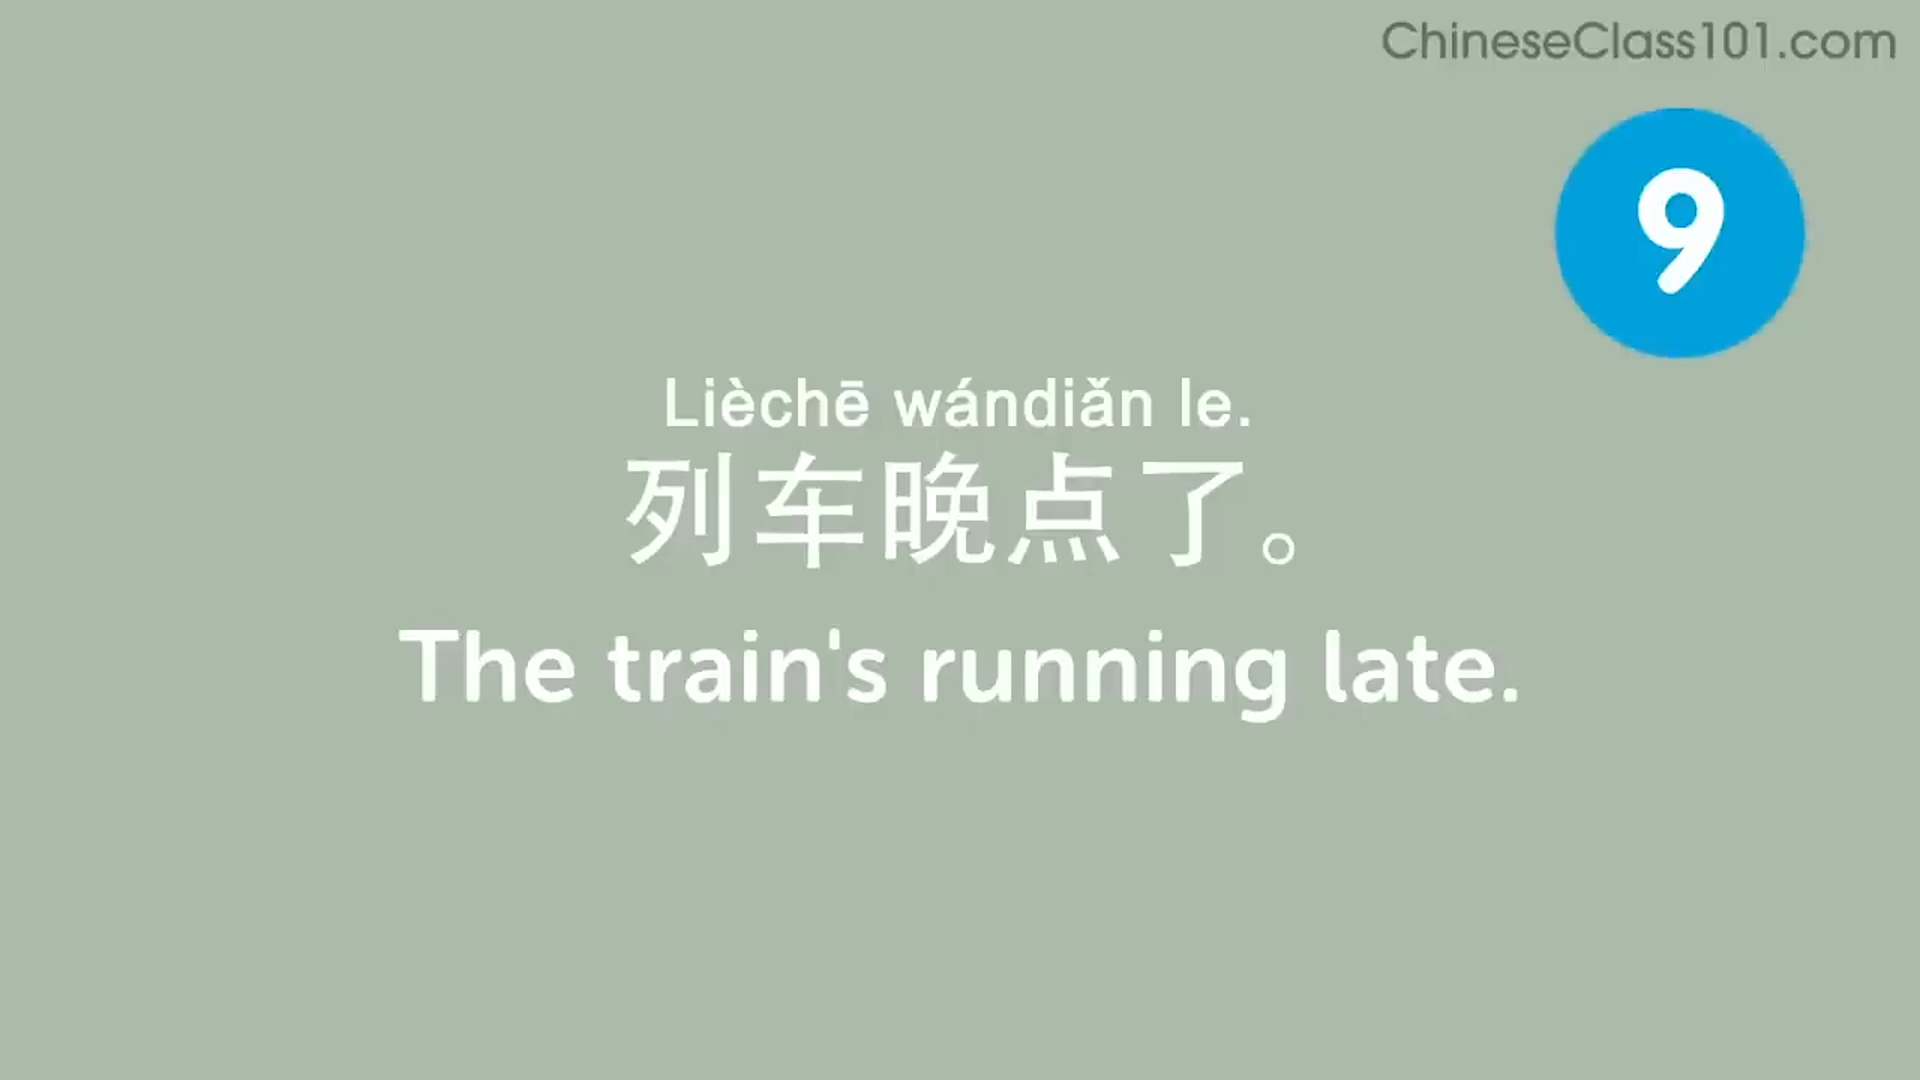 ChineseClass101.com
9
Lièchē wándiǎn le.
列车晚点了。
The train's running late.